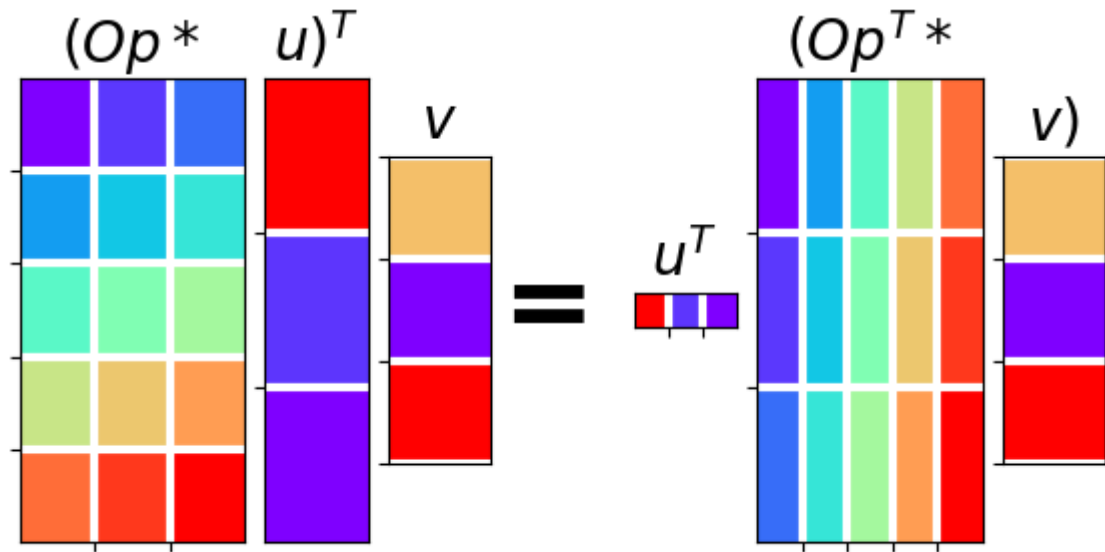 (Op * u)^T v = u^T (Op^T * v)